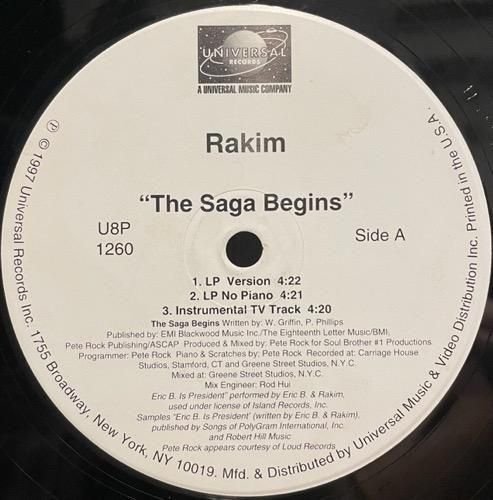 UNIVERSAL
RECORDS
A UNIVERSAL MUSIC COMPANY
Rakim
"The Saga Begins"
U8P
1260
Side A
1. LP Version 4:22
2. LP No Piano 4:21
3. Instrumental TV Track 4:20
The Saga Begins Written by: W. Griffin, P. Phillips
Published by: EMI Blackwood Music Inc./The Eighteenth Letter Music/BMI,
Pete Rock Publishing/ASCAP Produced & Mixed by: Pete Rock for Soul Brother #1 Productions
Programmer: Pete Rock Piano & Scratches by: Pete Rock Recorded at: Carriage House
Studios, Stamford, CT and Greene Street Studios, N.Y.C.
Mixed at: Greene Street Studios, N.Y.C.
Mix Engineer: Rod Hui
Eric B. Is President" performed by Eric B. & Rakim,
used under license of Island Records, Inc.
Samples "Eric B. Is President" (written by Eric B. & Rakim),
published by Songs of PolyGram International, Inc.
and Robert Hill Music
Pete Rock appears courtesy of Loud Records
℗ © 1997 Universal Records Inc. 1755 Broadway, New York, NY 10019. Mfd. & Distributed by Universal Music & Video Distribution Inc. Printed in the U.S.A.